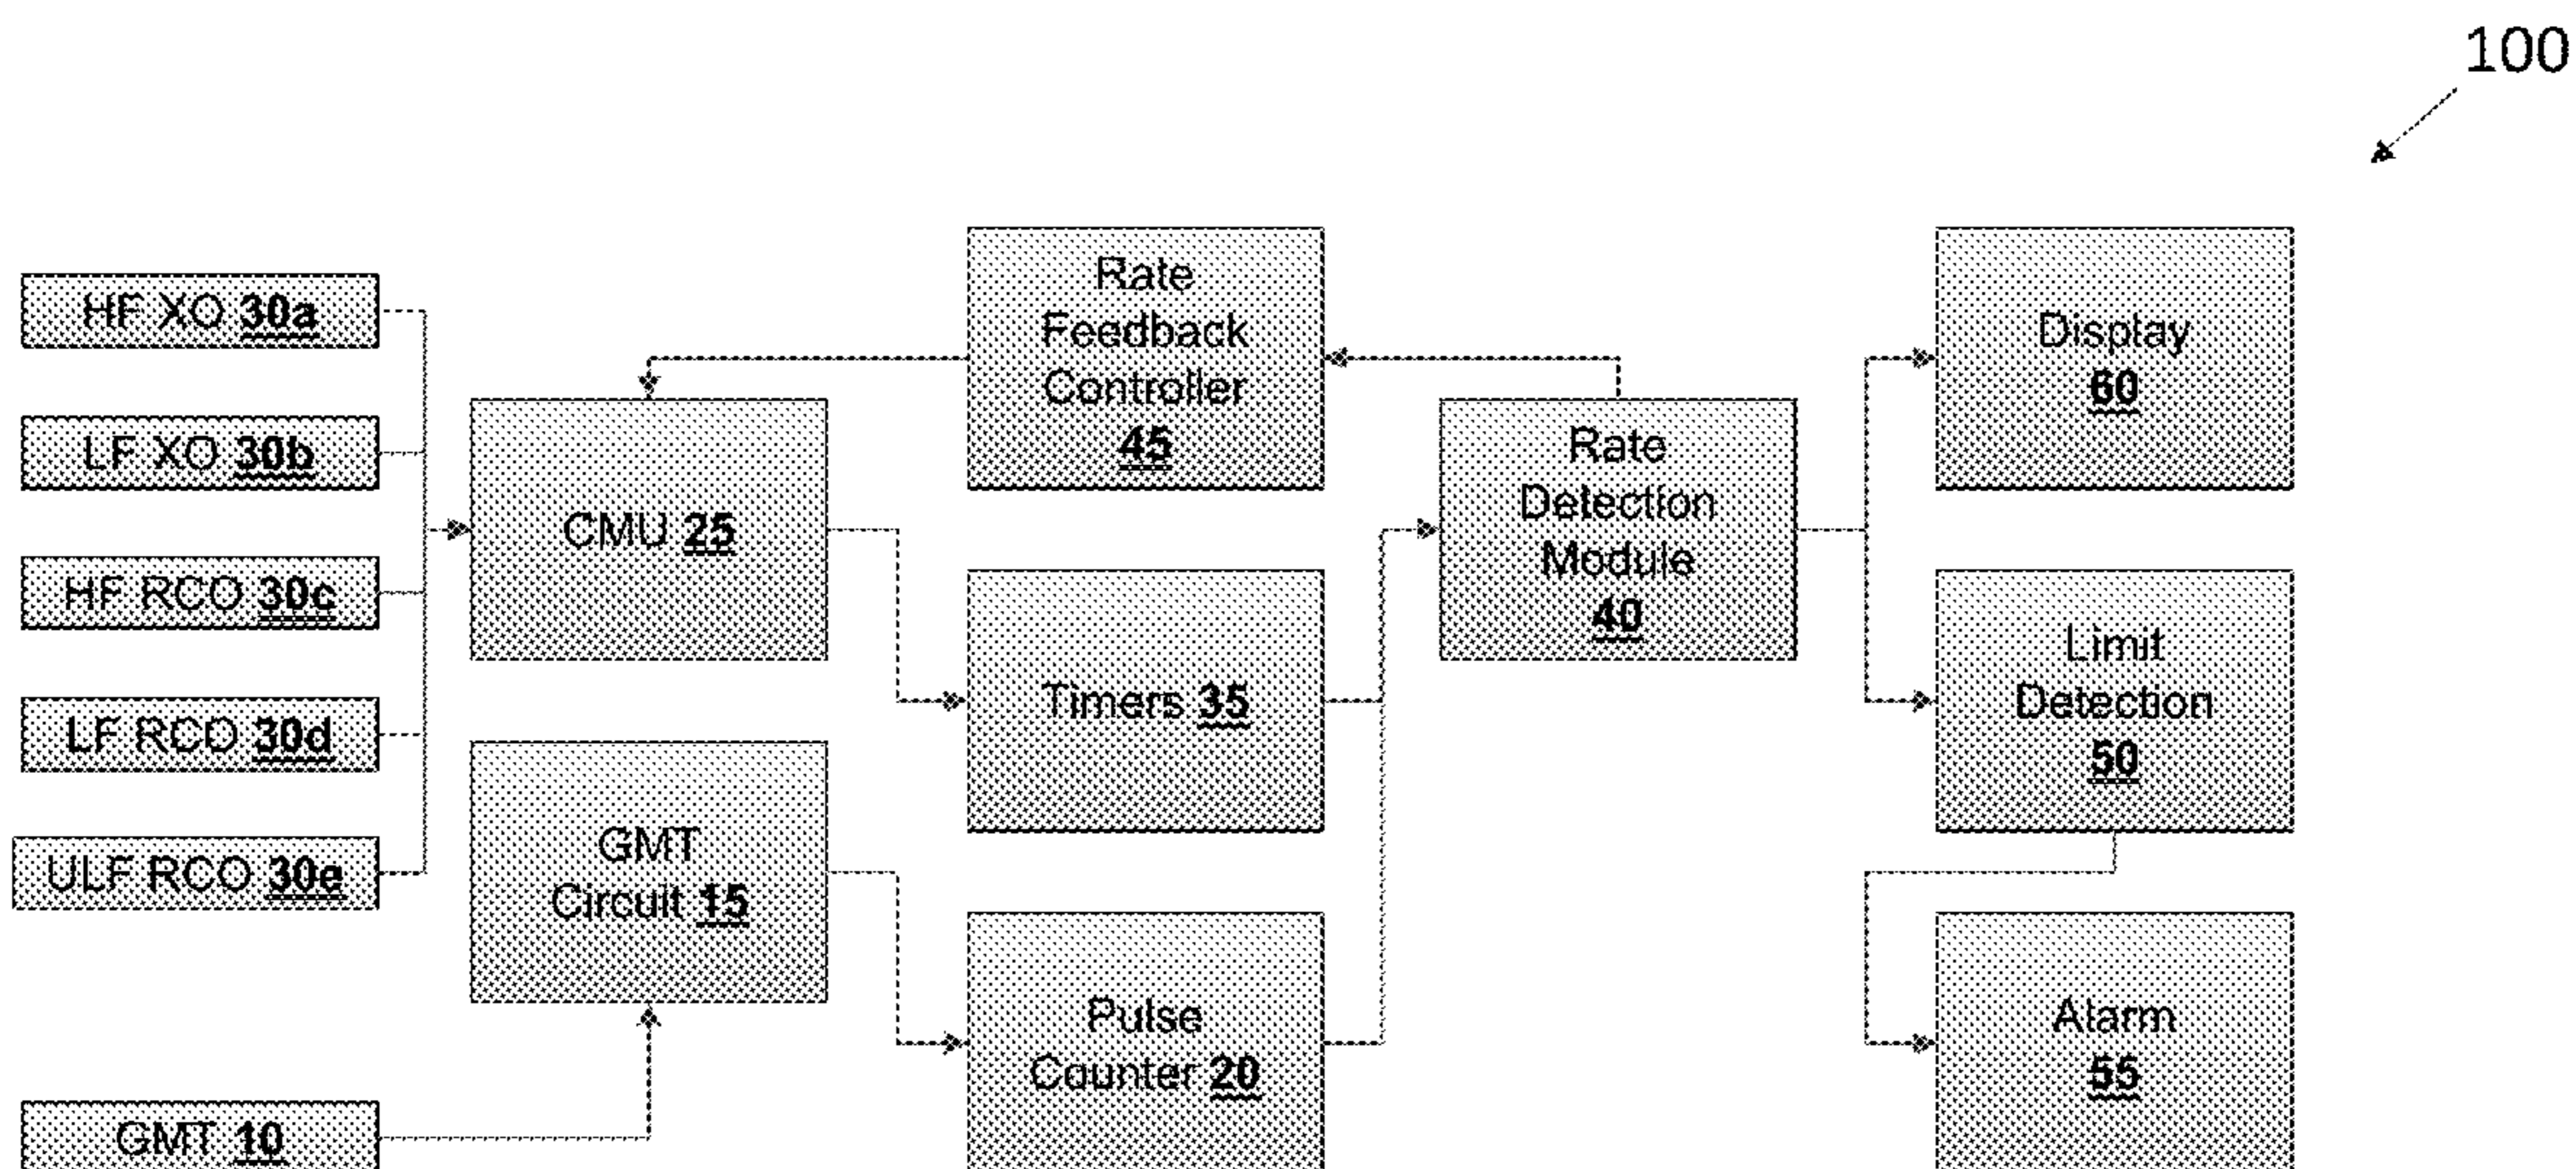 100
HF XO 30a
LF XO 30b
HF RCO 30c
LF RCO 30d
ULF RCO 30e
GMT 10
CMU 25
GMT
Circuit 15
Rate
Feedback
Controller
45
Timers 35
Pulse
Counter 20
Rate
Detection
Module
40
Display
60
Limit
Detection
50
Alarm
55